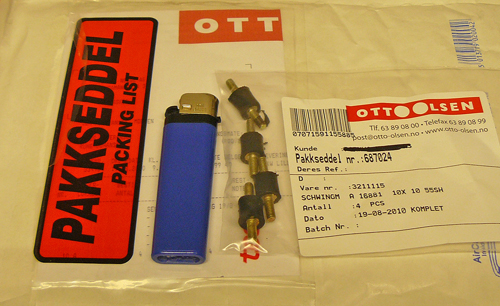 OTT
PAKKSEDDEL
PACKING LIST
OTTO OLSEN
Tlf. 63 89 08 00 • Telefax 63 89 08 99
post@otto-olsen.no • www.otto-olsen.no
Kunde
Pakkseddel nr.:687024
Deres Ref.:
D :
Vare nr. :3211115
SCHWINGM A 16881 10X 10 55SH
Antall :4 PCS
Dato :19-08-2010 KOMPLET
Batch Nr. :
AirC